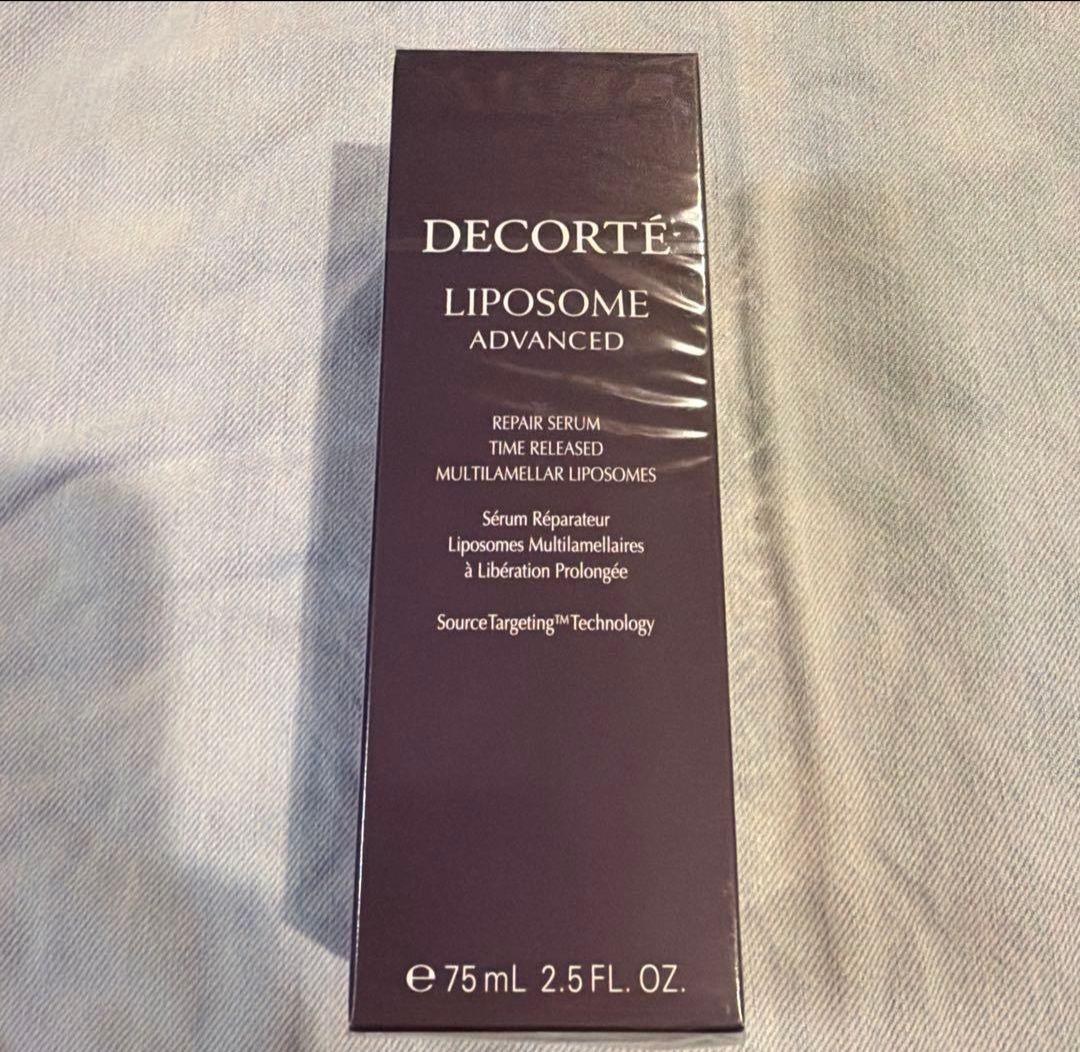 DECORTÉ
LIPOSOME
ADVANCED
REPAIR SERUM
TIME RELEASED
MULTILAMELLAR LIPOSOMES
Sérum Réparateur
Liposomes Multilamellaires
à Libération Prolongée
SourceTargeting™ Technology
℮ 75 mL 2.5 FL. OZ.